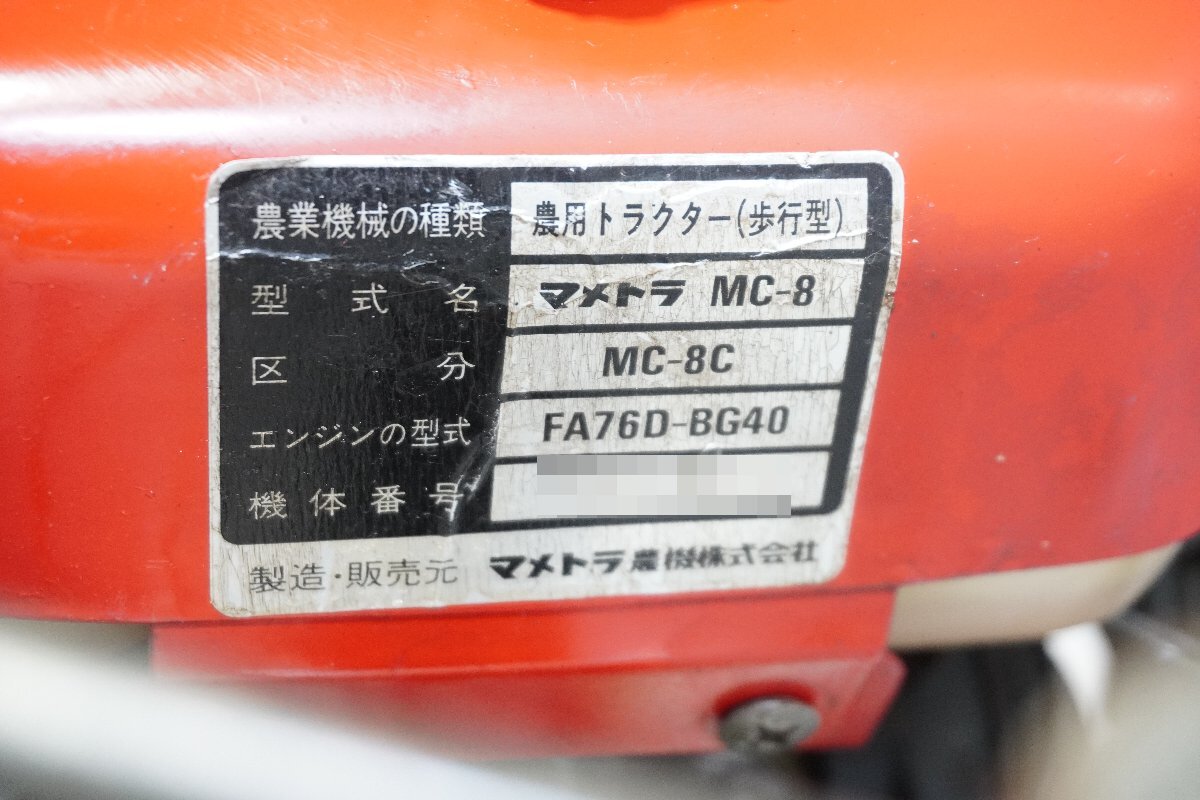 農業機械の種類 農用トラクター(歩行型)
型式名 マメトラ MC-8
区分 MC-8C
エンジンの型式 FA76D-BG40
機体番号
製造・販売元 マメトラ農機株式会社